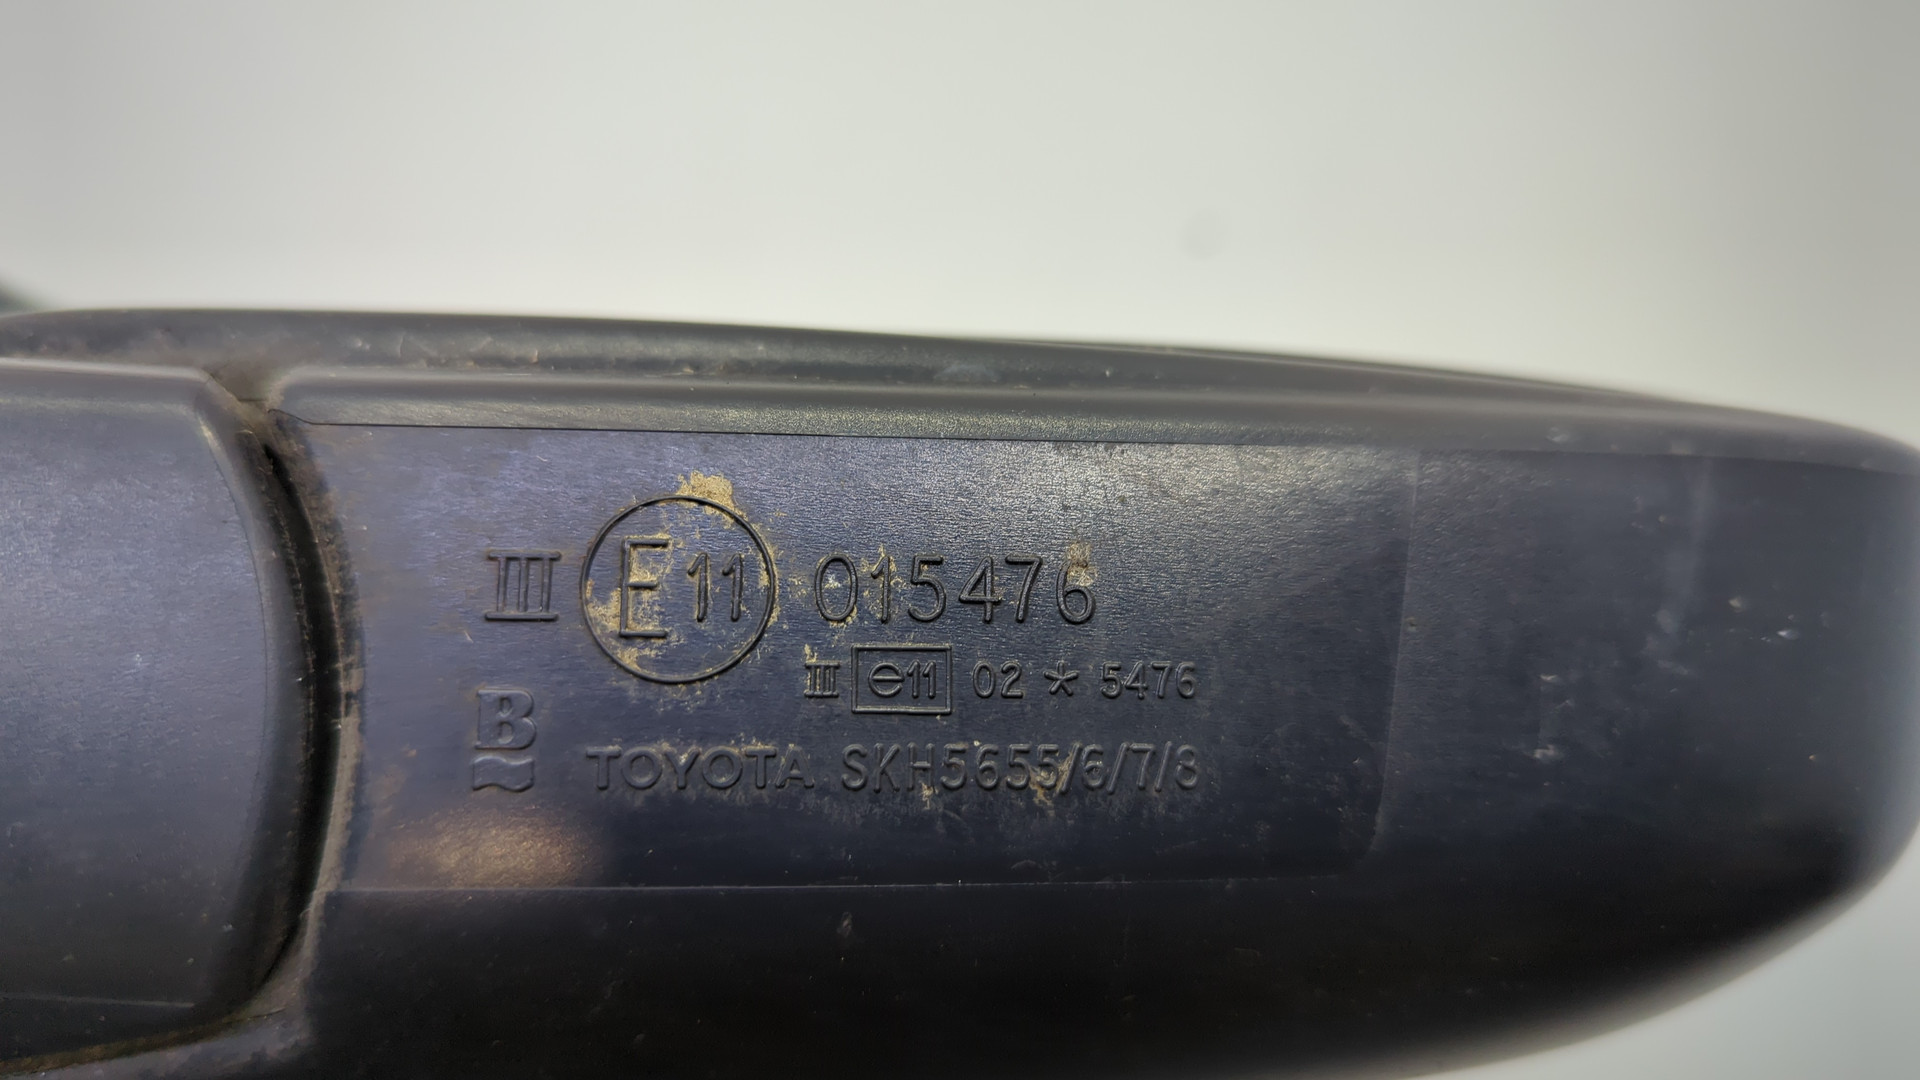 III E11 015476
III e11 02 * 5476
B
TOYOTA SKH5655/6/7/8